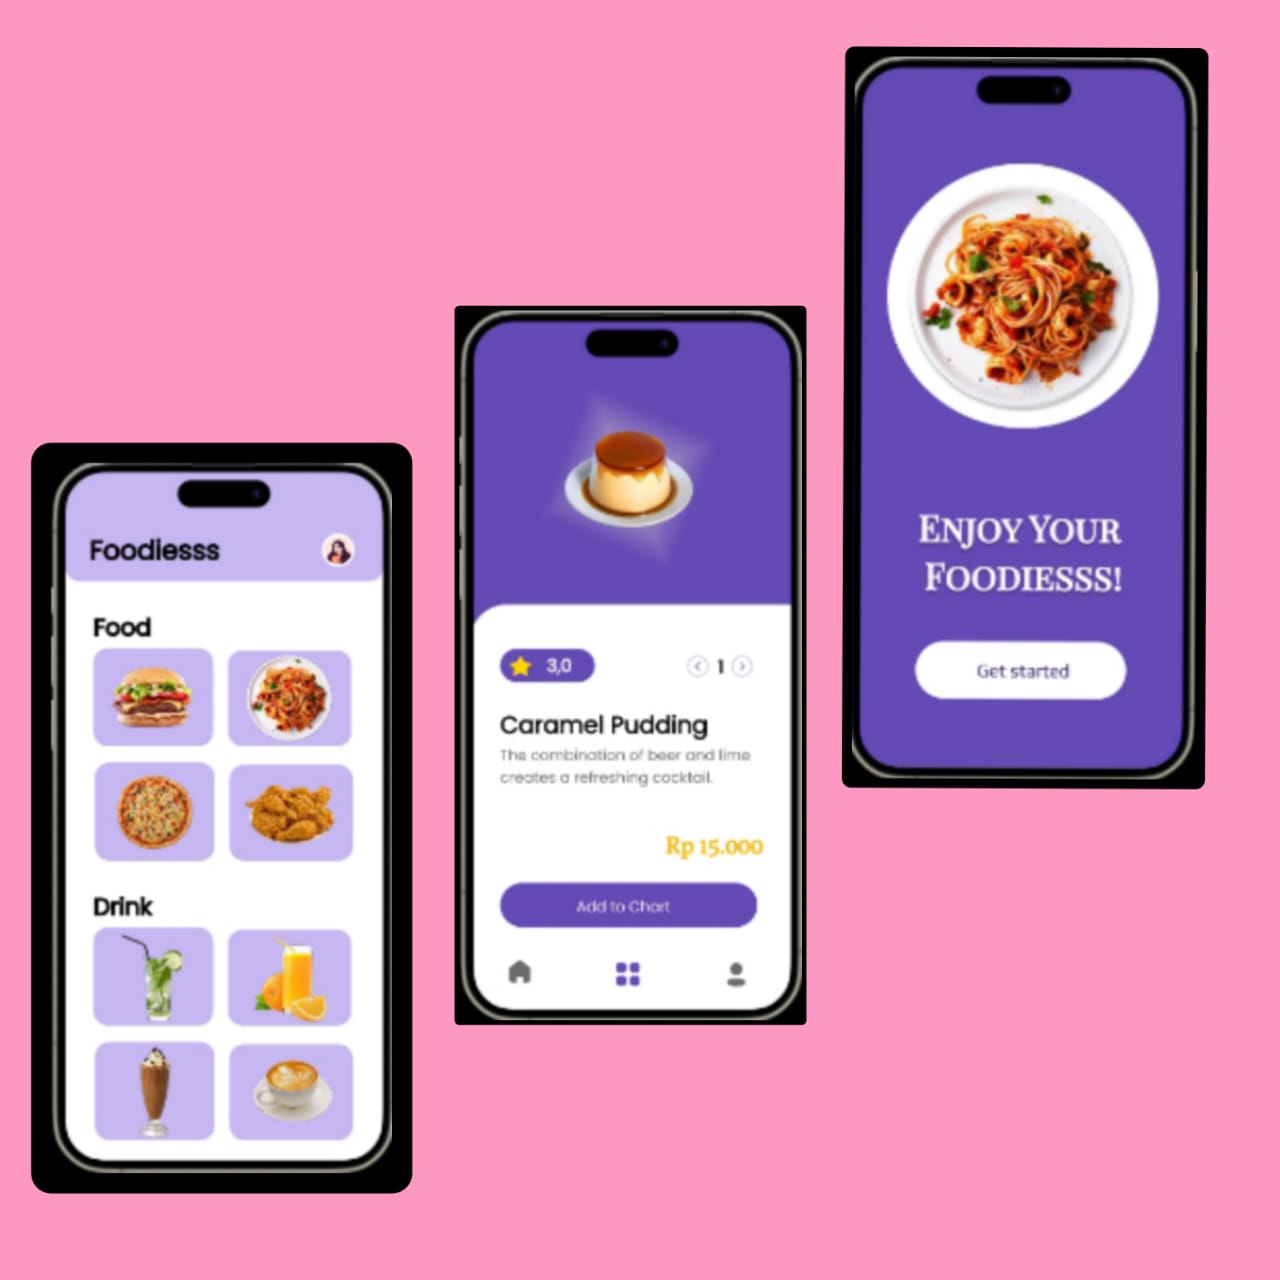 Foodiesss
Food
Drink
3,0
1
Caramel Pudding
The combination of beer and lime
creates a refreshing cocktail.
Rp 15.000
Add to Chart
ENJOY YOUR
FOODIESSS!
Get started